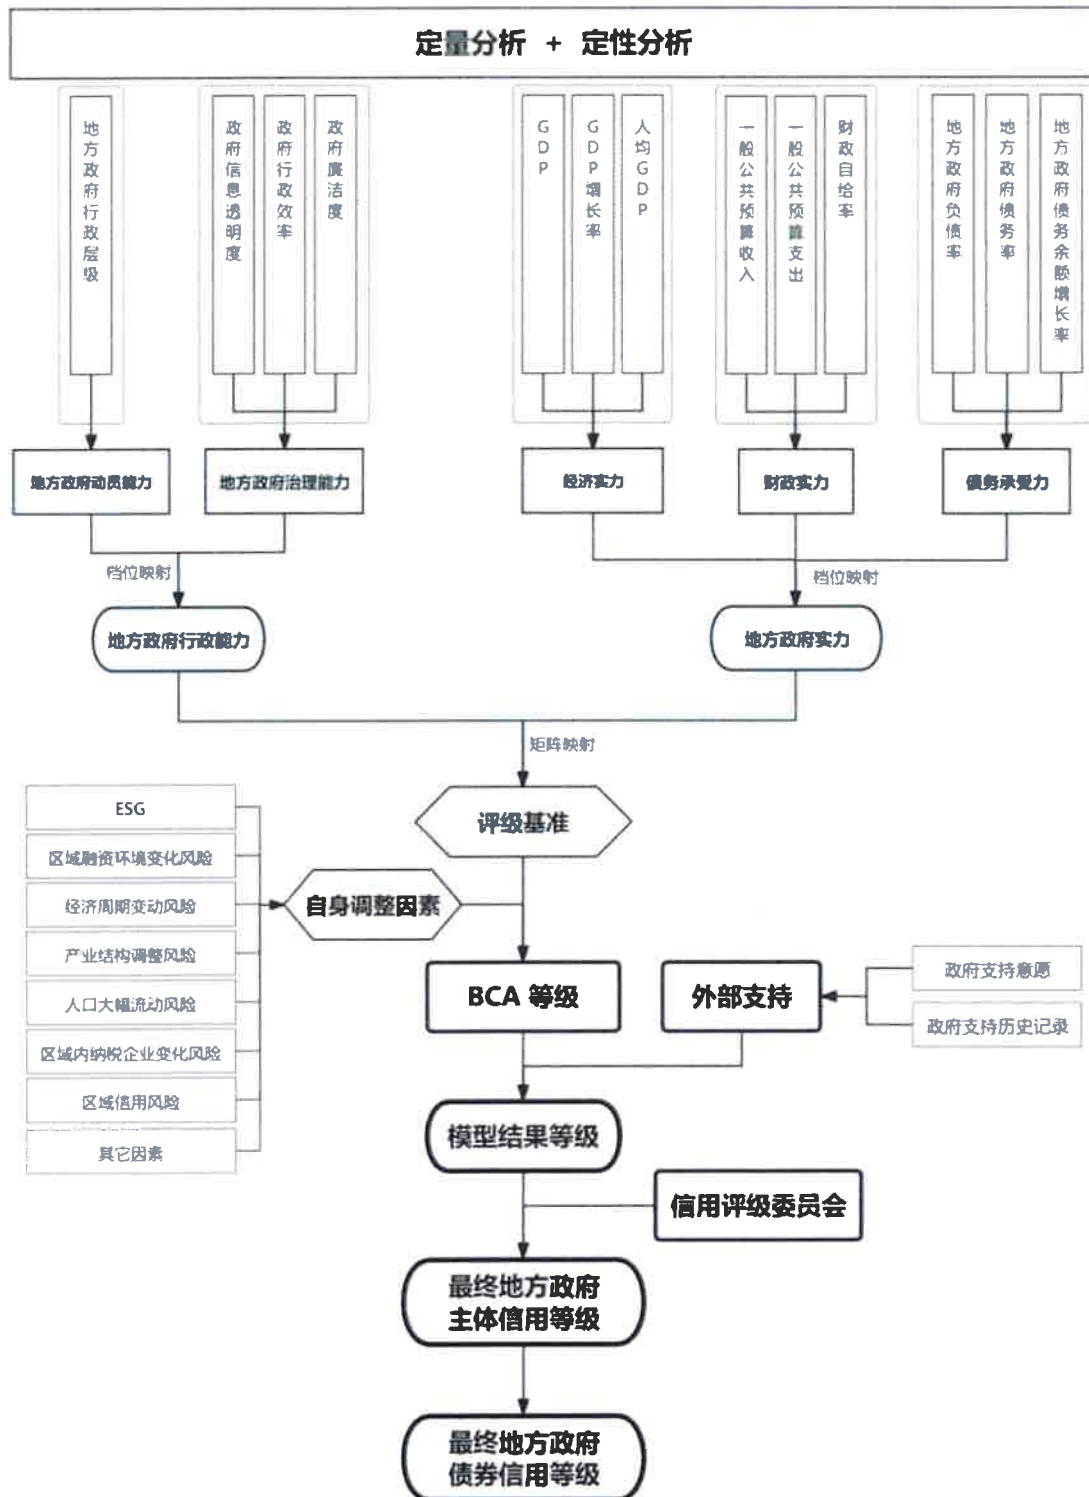 定量分析 + 定性分析
地方政府行政层级
政府信息透明度
政府行政效率
政府廉洁度
GDP
GDP增长率
人均GDP
一般公共预算收入
一般公共预算支出
财政自给率
地方政府负债率
地方政府债务率
地方政府债务余额增长率
地方政府动员能力
地方政府治理能力
经济实力
财政实力
债务承受力
档位映射
档位映射
地方政府行政能力
地方政府实力
矩阵映射
评级基准
ESG
区域融资环境变化风险
经济周期变动风险
产业结构调整风险
人口大幅流动风险
区域内纳税企业变化风险
区域信用风险
其它因素
自身调整因素
BCA 等级
外部支持
政府支持意愿
政府支持历史记录
模型结果等级
信用评级委员会
最终地方政府
主体信用等级
最终地方政府
债券信用等级